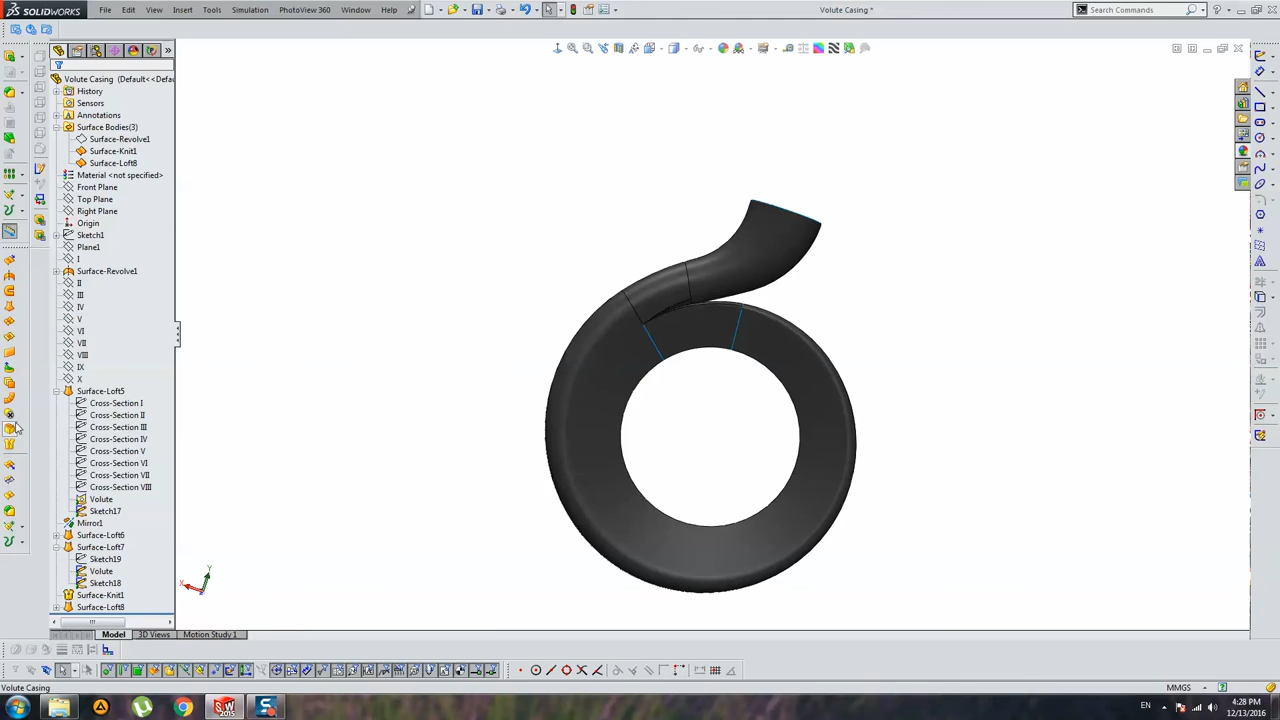 SOLIDWORKS File Edit View Insert Tools Simulation PhotoView 360 Window Help Volute Casing * Search Commands
Volute Casing (Default<<Defau
History
Sensors
Annotations
Surface Bodies(3)
Surface-Revolve1
Surface-Knit1
Surface-Loft8
Material <not specified>
Front Plane
Top Plane
Right Plane
Origin
Sketch1
Plane1
I
Surface-Revolve1
II
III
IV
V
VI
VII
VIII
IX
X
Surface-Loft5
Cross-Section I
Cross-Section II
Cross-Section III
Cross-Section IV
Cross-Section V
Cross-Section VI
Cross-Section VII
Cross-Section VIII
Volute
Sketch17
Mirror1
Surface-Loft6
Surface-Loft7
Sketch19
Volute
Sketch18
Surface-Knit1
Surface-Loft8
Y
X
Model 3D Views Motion Study 1
Volute Casing MMGS
EN 4:28 PM
12/13/2016